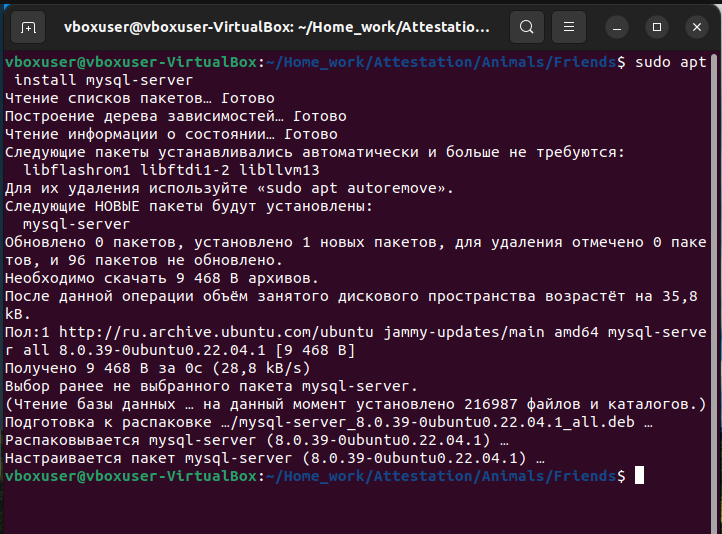 vboxuser@vboxuser-VirtualBox: ~/Home_work/Attestatio...
vboxuser@vboxuser-VirtualBox:~/Home_work/Attestation/Animals/Friends$ sudo apt
 install mysql-server
Чтение списков пакетов… Готово
Построение дерева зависимостей… Готово
Чтение информации о состоянии… Готово
Следующие пакеты устанавливались автоматически и больше не требуются:
  libflashrom1 libftdi1-2 libllvm13
Для их удаления используйте «sudo apt autoremove».
Следующие НОВЫЕ пакеты будут установлены:
  mysql-server
Обновлено 0 пакетов, установлено 1 новых пакетов, для удаления отмечено 0 паке
тов, и 96 пакетов не обновлено.
Необходимо скачать 9 468 B архивов.
После данной операции объём занятого дискового пространства возрастёт на 35,8
kB.
Пол:1 http://ru.archive.ubuntu.com/ubuntu jammy-updates/main amd64 mysql-serve
r all 8.0.39-0ubuntu0.22.04.1 [9 468 B]
Получено 9 468 B за 0с (28,8 kB/s)
Выбор ранее не выбранного пакета mysql-server.
(Чтение базы данных … на данный момент установлено 216987 файлов и каталогов.)
Подготовка к распаковке …/mysql-server_8.0.39-0ubuntu0.22.04.1_all.deb …
Распаковывается mysql-server (8.0.39-0ubuntu0.22.04.1) …
Настраивается пакет mysql-server (8.0.39-0ubuntu0.22.04.1) …
vboxuser@vboxuser-VirtualBox:~/Home_work/Attestation/Animals/Friends$